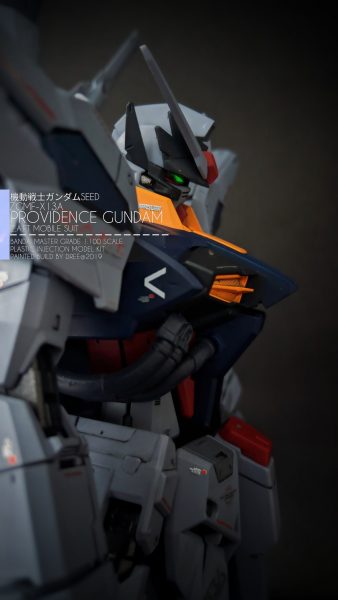 機動戦士ガンダムSEED
ZGMF-X13A
PROVIDENCE GUNDAM
Z.A.F.T MOBILE SUIT
BANDAI MASTER GRADE 1:100 SCALE
PLASTIC INJECTION MODEL KIT
PAINTED BUILD BY DREE@2019